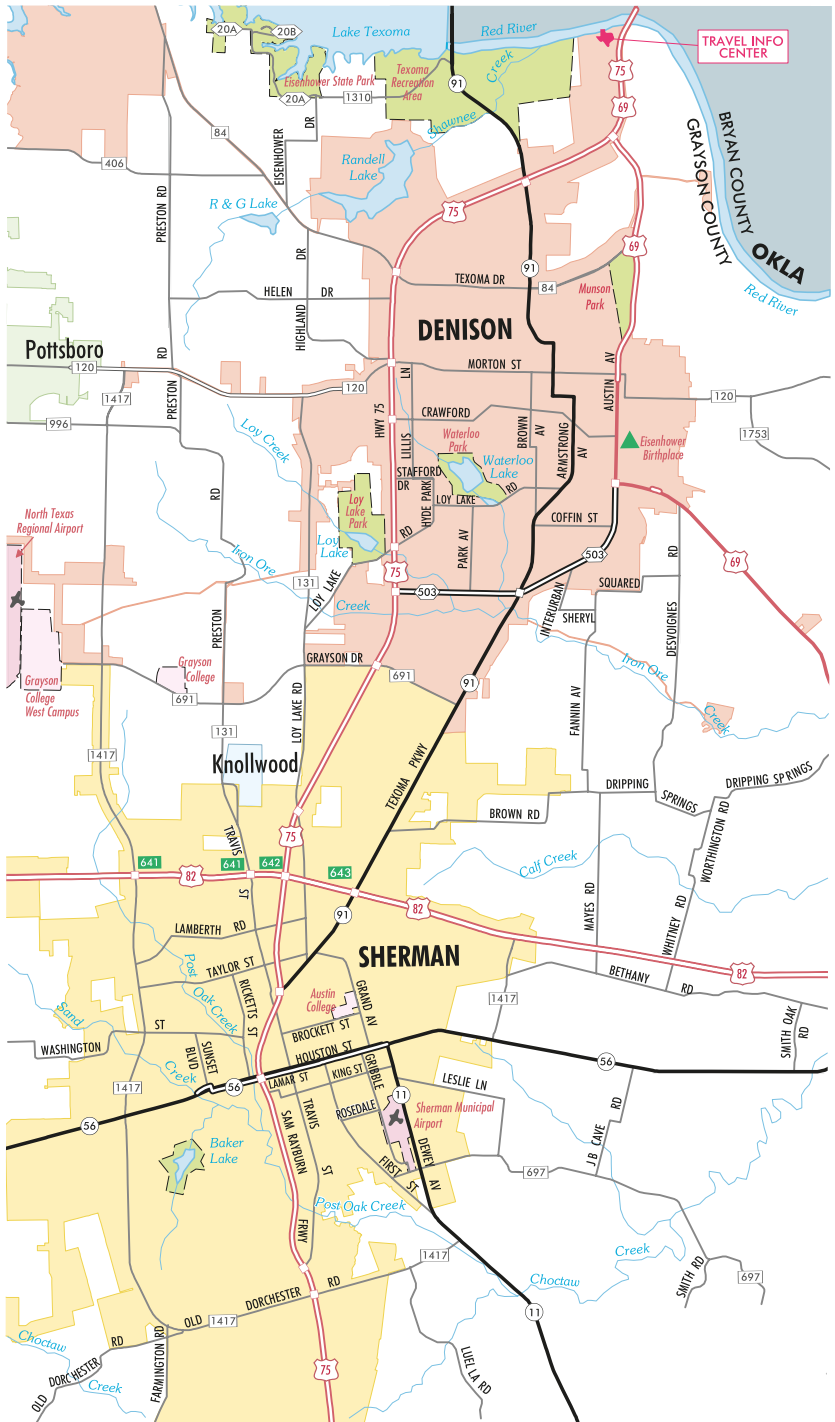 20A
20B
Lake Texoma
Red River
TRAVEL INFO
CENTER
Eisenhower State Park
Texoma
Recreation
Area
Creek
75
91
20A
1310
69
Shawnee
84
DR
EISENHOWER
BRYAN COUNTY
GRAYSON COUNTY
406
Randell
Lake
PRESTON RD
R & G Lake
75
OKLA
69
DR
91
TEXOMA DR
84
Red River
HELEN DR
HIGHLAND
Munson
Park
DENISON
Pottsboro
RD
120
MORTON ST
AV
LN
1417
PRESTON
120
AUSTIN
120
HWY 75
CRAWFORD
996
LILLIS
BROWN
AV
ARMSTRONG
AV
1753
Loy Creek
Waterloo
Park
Eisenhower
Birthplace
Waterloo
Lake
STAFFORD
DR
RD
HYDE PARK
LOY LAKE
RD
Loy
Lake
Park
North Texas
Regional Airport
COFFIN ST
Loy
Lake
RD
PARK AV
RD
503
Iron Ore
69
75
131
LOY LAKE
SQUARED
503
Creek
INTERURBAN
SHERYL
DESVOIGNES
PRESTON
GRAYSON DR
Iron Ore
Grayson
College
691
Grayson
College
West Campus
691
91
FANNIN AV
Creek
LOY LAKE RD
131
1417
Knollwood
TEXOMA PKWY
DRIPPING
SPRINGS
DRIPPING SPRINGS
BROWN RD
WORTHINGTON RD
TRAVIS
ST
75
641
641
642
643
82
Calf Creek
82
MAYES RD
WHITNEY RD
91
LAMBERTH RD
SHERMAN
TAYLOR ST
Post
Oak Creek
82
BETHANY RD
RICKETTS ST
Austin
College
GRAND AV
1417
Sand
Creek
SMITH OAK
RD
WASHINGTON ST
BROCKETT ST
SUNSET
BLVD
HOUSTON ST
56
GRIBBLE
KING ST
LAMAR ST
LESLIE LN
56
1417
11
ROSEDALE
Sherman Municipal
Airport
RD
56
SAM RAYBURN
FRWY
TRAVIS
ST
J B CAVE
Baker
Lake
DEWEY
AV
FIRST
ST
697
Post Oak Creek
1417
Creek
SMITH RD
697
Choctaw
DORCHESTER RD
OLD
1417
11
Choctaw
Creek
RD
DORCHESTER
OLD
FARMINGTON RD
75
LUELLA RD